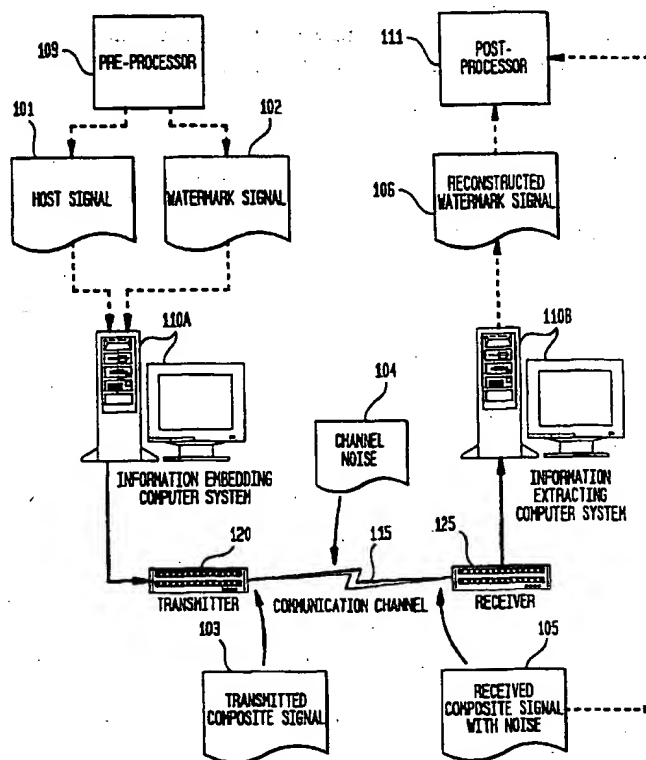 109
PRE-PROCESSOR
111
POST-
PROCESSOR
101
HOST SIGNAL
102
WATERMARK SIGNAL
106
RECONSTRUCTED
WATERMARK SIGNAL
110A
INFORMATION EMBEDDING
COMPUTER SYSTEM
104
CHANNEL
NOISE
110B
INFORMATION
EXTRACTING
COMPUTER SYSTEM
120
TRANSMITTER
115
COMMUNICATION CHANNEL
125
RECEIVER
103
TRANSMITTED
COMPOSITE SIGNAL
105
RECEIVED
COMPOSITE SIGNAL
WITH NOISE